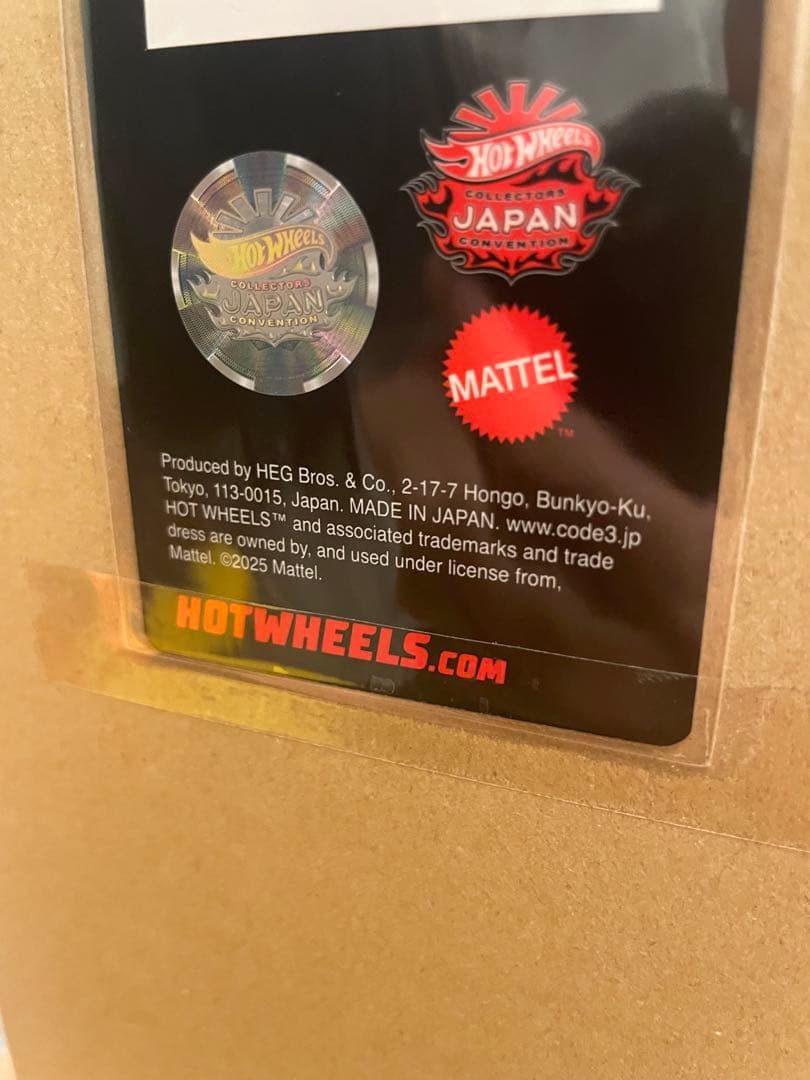 HOT WHEELS
COLLECTORS
JAPAN
CONVENTION
HOT WHEELS
COLLECTORS
JAPAN
CONVENTION
MATTEL
TM
Produced by HEG Bros. & Co., 2-17-7 Hongo, Bunkyo-Ku,
Tokyo, 113-0015, Japan. MADE IN JAPAN. www.code3.jp
HOT WHEELS™ and associated trademarks and trade
dress are owned by, and used under license from,
Mattel. ©2025 Mattel.
HOTWHEELS.COM